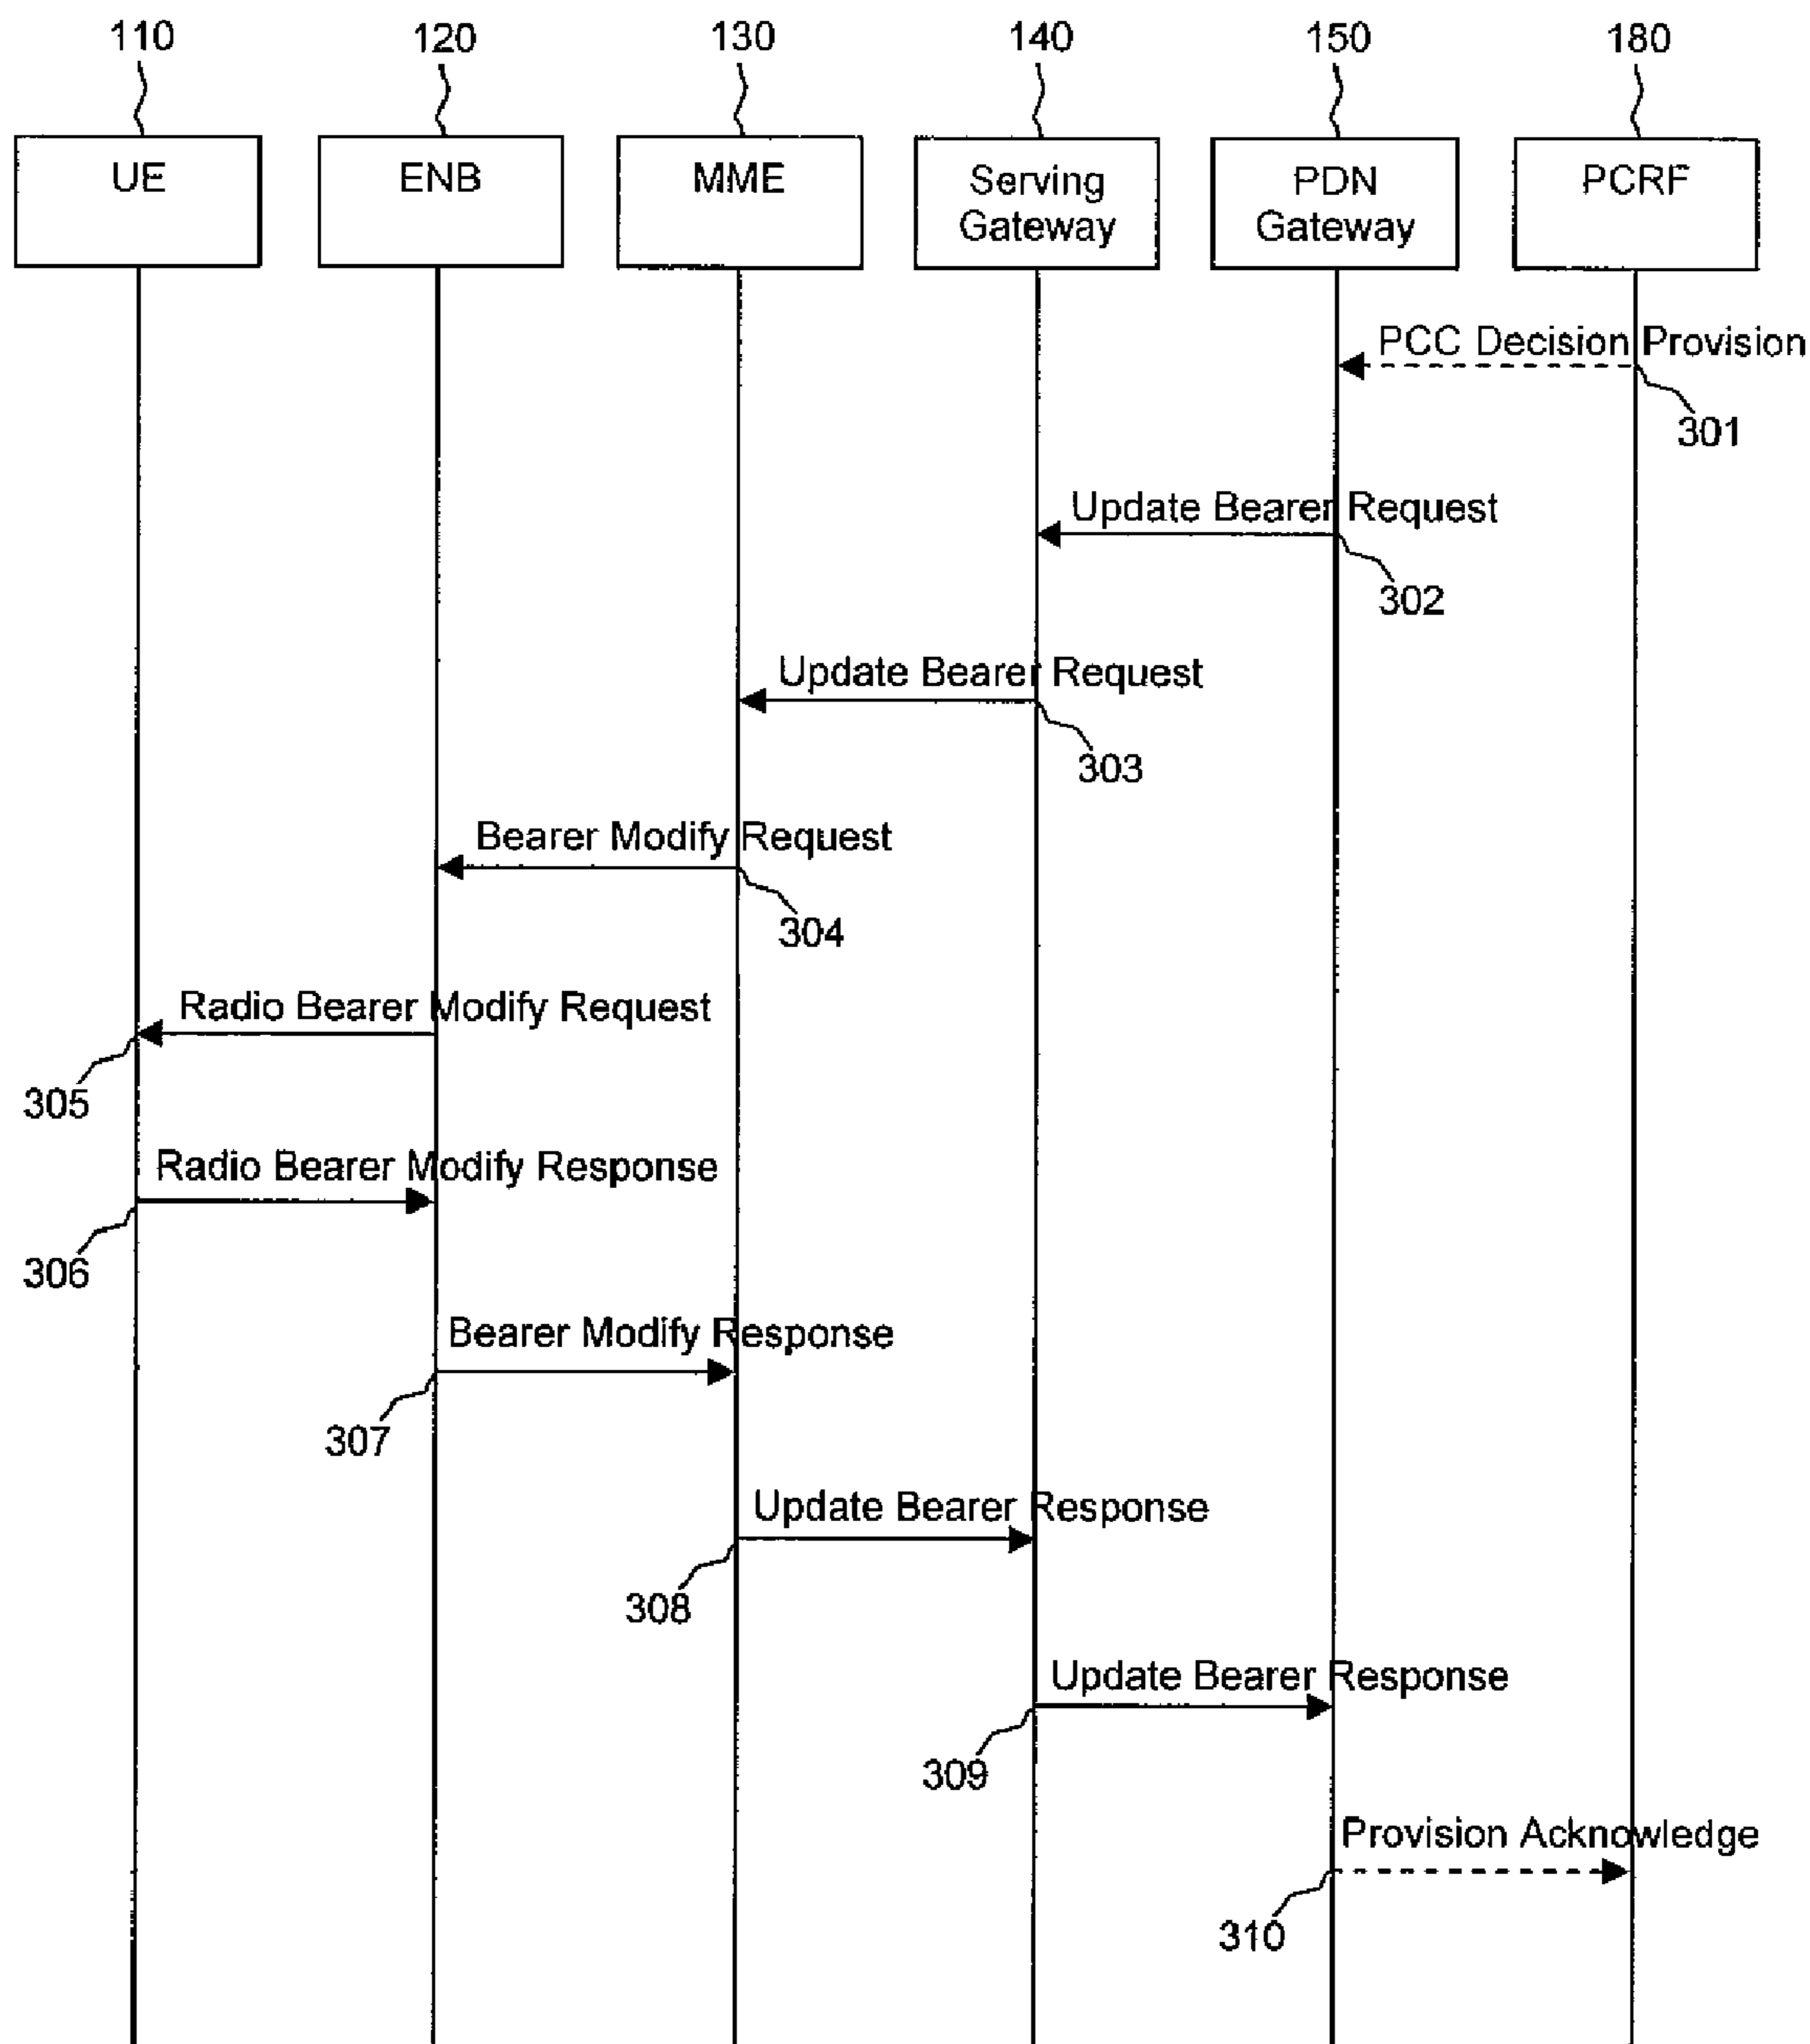 110 120 130 140 150 180
UE ENB MME Serving PDN PCRF
Gateway Gateway
PCC Decision Provision
301
Update Bearer Request
302
Update Bearer Request
303
Bearer Modify Request
304
Radio Bearer Modify Request
305
Radio Bearer Modify Response
306
Bearer Modify Response
307
Update Bearer Response
308
Update Bearer Response
309
Provision Acknowledge
310